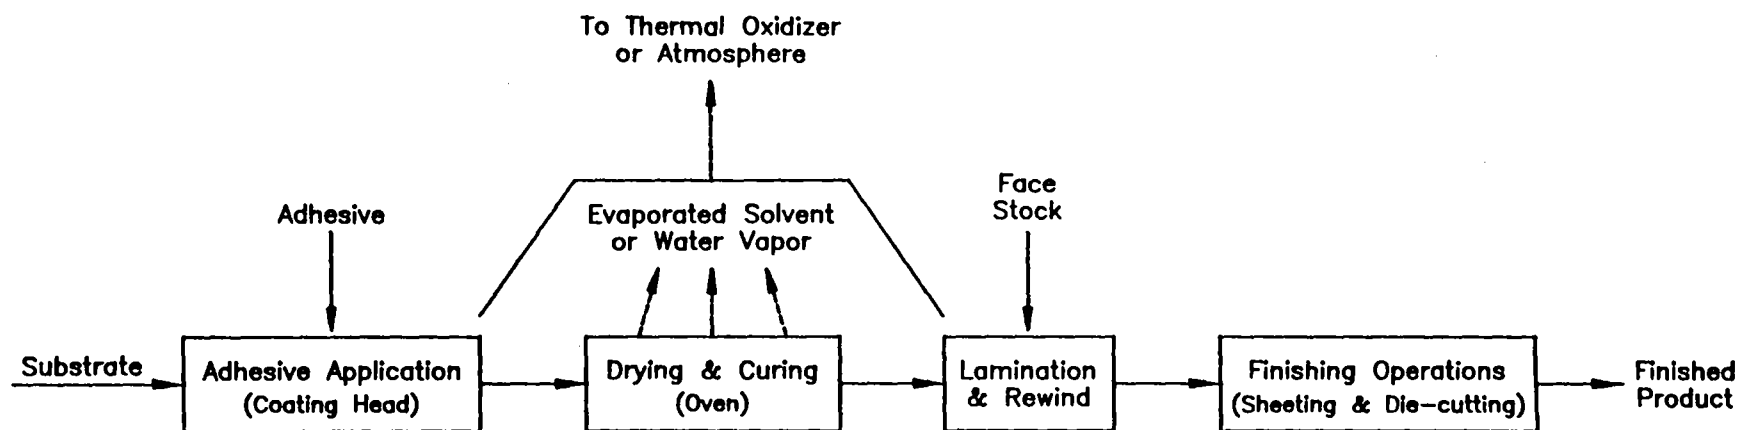 To Thermal Oxidizer
or Atmosphere
Adhesive
Evaporated Solvent
or Water Vapor
Face
Stock
Substrate
Adhesive Application
(Coating Head)
Drying & Curing
(Oven)
Lamination
& Rewind
Finishing Operations
(Sheeting & Die-cutting)
Finished
Product